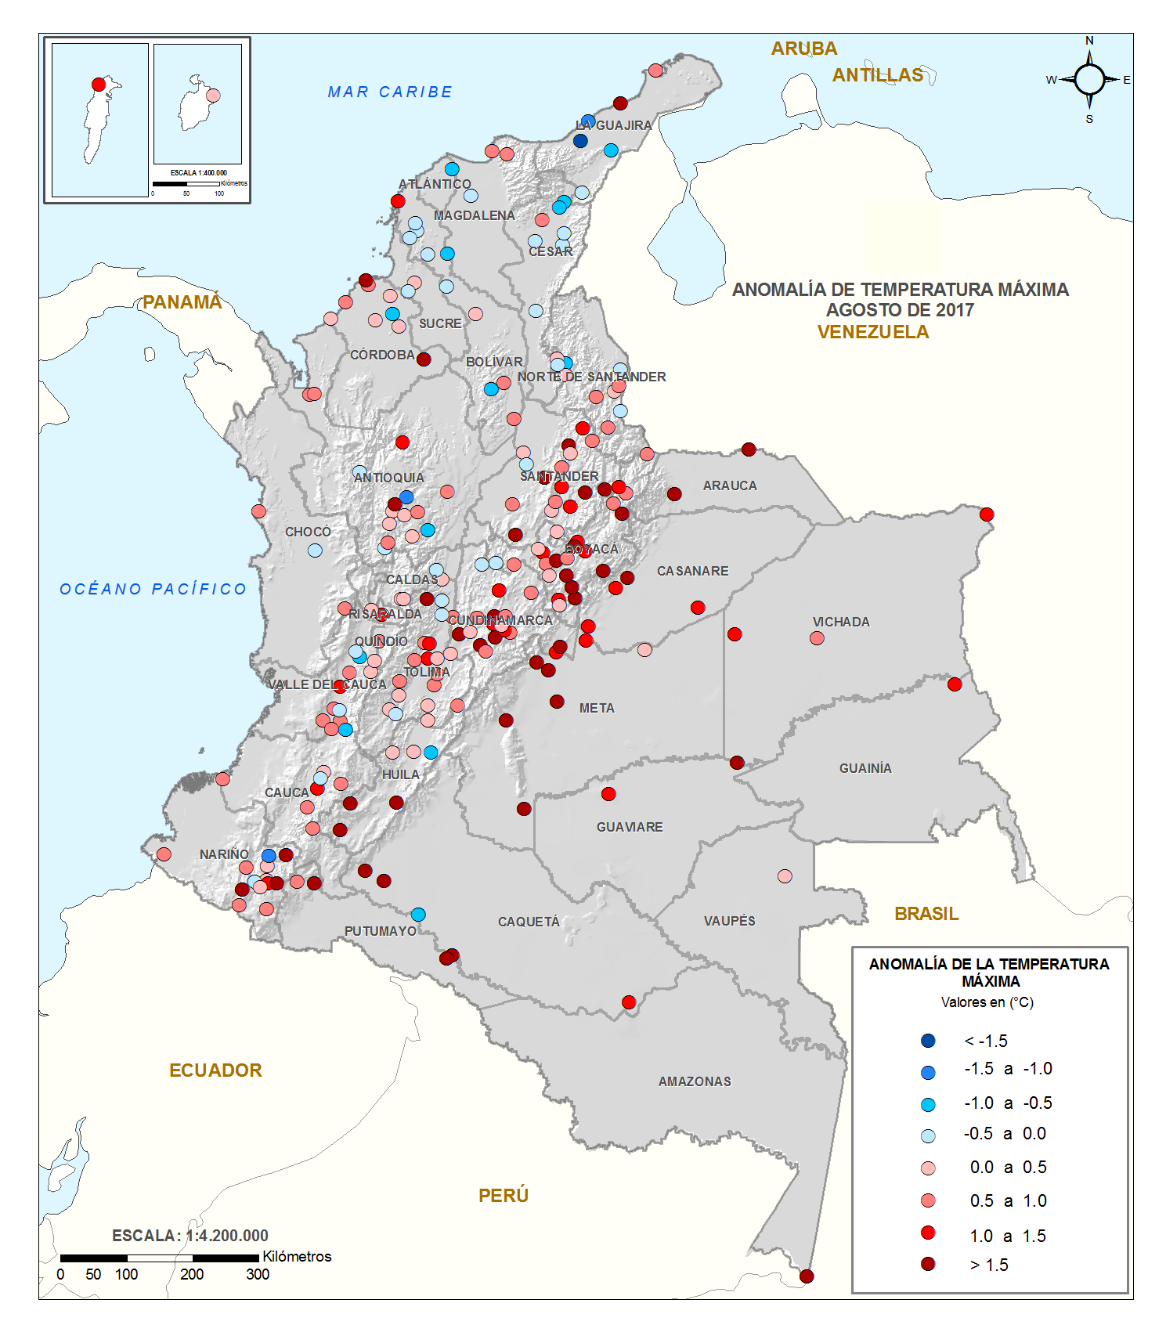 ARUBA
ANTILLAS
N
W
E
S
MAR CARIBE
ESCALA 1:400.000
Kilómetros
0 50 100
LA GUAJIRA
ATLÁNTICO
MAGDALENA
CESAR
PANAMÁ
ANOMALÍA DE TEMPERATURA MÁXIMA
AGOSTO DE 2017
VENEZUELA
SUCRE
CÓRDOBA
BOLÍVAR
NORTE DE SANTANDER
ANTIOQUIA
SANTANDER
ARAUCA
CHOCÓ
BOYACÁ
OCÉANO PACÍFICO
CALDAS
CASANARE
RISARALDA
CUNDINAMARCA
VICHADA
QUINDÍO
TOLIMA
VALLE DEL CAUCA
META
HUILA
GUAINÍA
CAUCA
GUAVIARE
NARIÑO
BRASIL
PUTUMAYO
CAQUETÁ
VAUPÉS
ECUADOR
AMAZONAS
PERÚ
ANOMALÍA DE LA TEMPERATURA
MÁXIMA
Valores en (°C)
< -1.5
-1.5 a -1.0
-1.0 a -0.5
-0.5 a 0.0
0.0 a 0.5
0.5 a 1.0
1.0 a 1.5
> 1.5
ESCALA: 1:4.200.000
Kilómetros
0 50 100 200 300